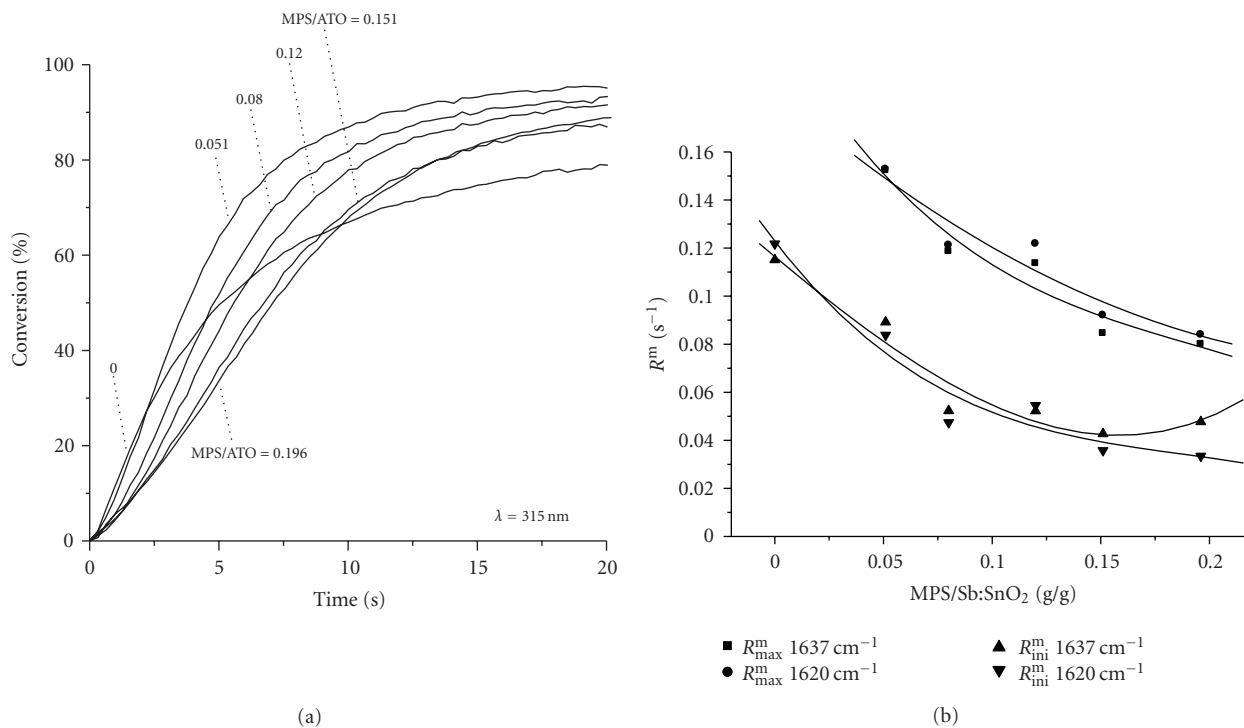 MPS/ATO = 0.151
0.12
0.08
0.051
0
MPS/ATO = 0.196
λ = 315 nm
100
80
60
40
20
0
Conversion (%)
0 5 10 15 20
Time (s)
(a)
0.16
0.14
0.12
0.1
0.08
0.06
0.04
0.02
0
R^m (s⁻¹)
0 0.05 0.1 0.15 0.2
MPS/Sb:SnO₂ (g/g)
■ R^m_max 1637 cm⁻¹
● R^m_max 1620 cm⁻¹
▲ R^m_ini 1637 cm⁻¹
▼ R^m_ini 1620 cm⁻¹
(b)